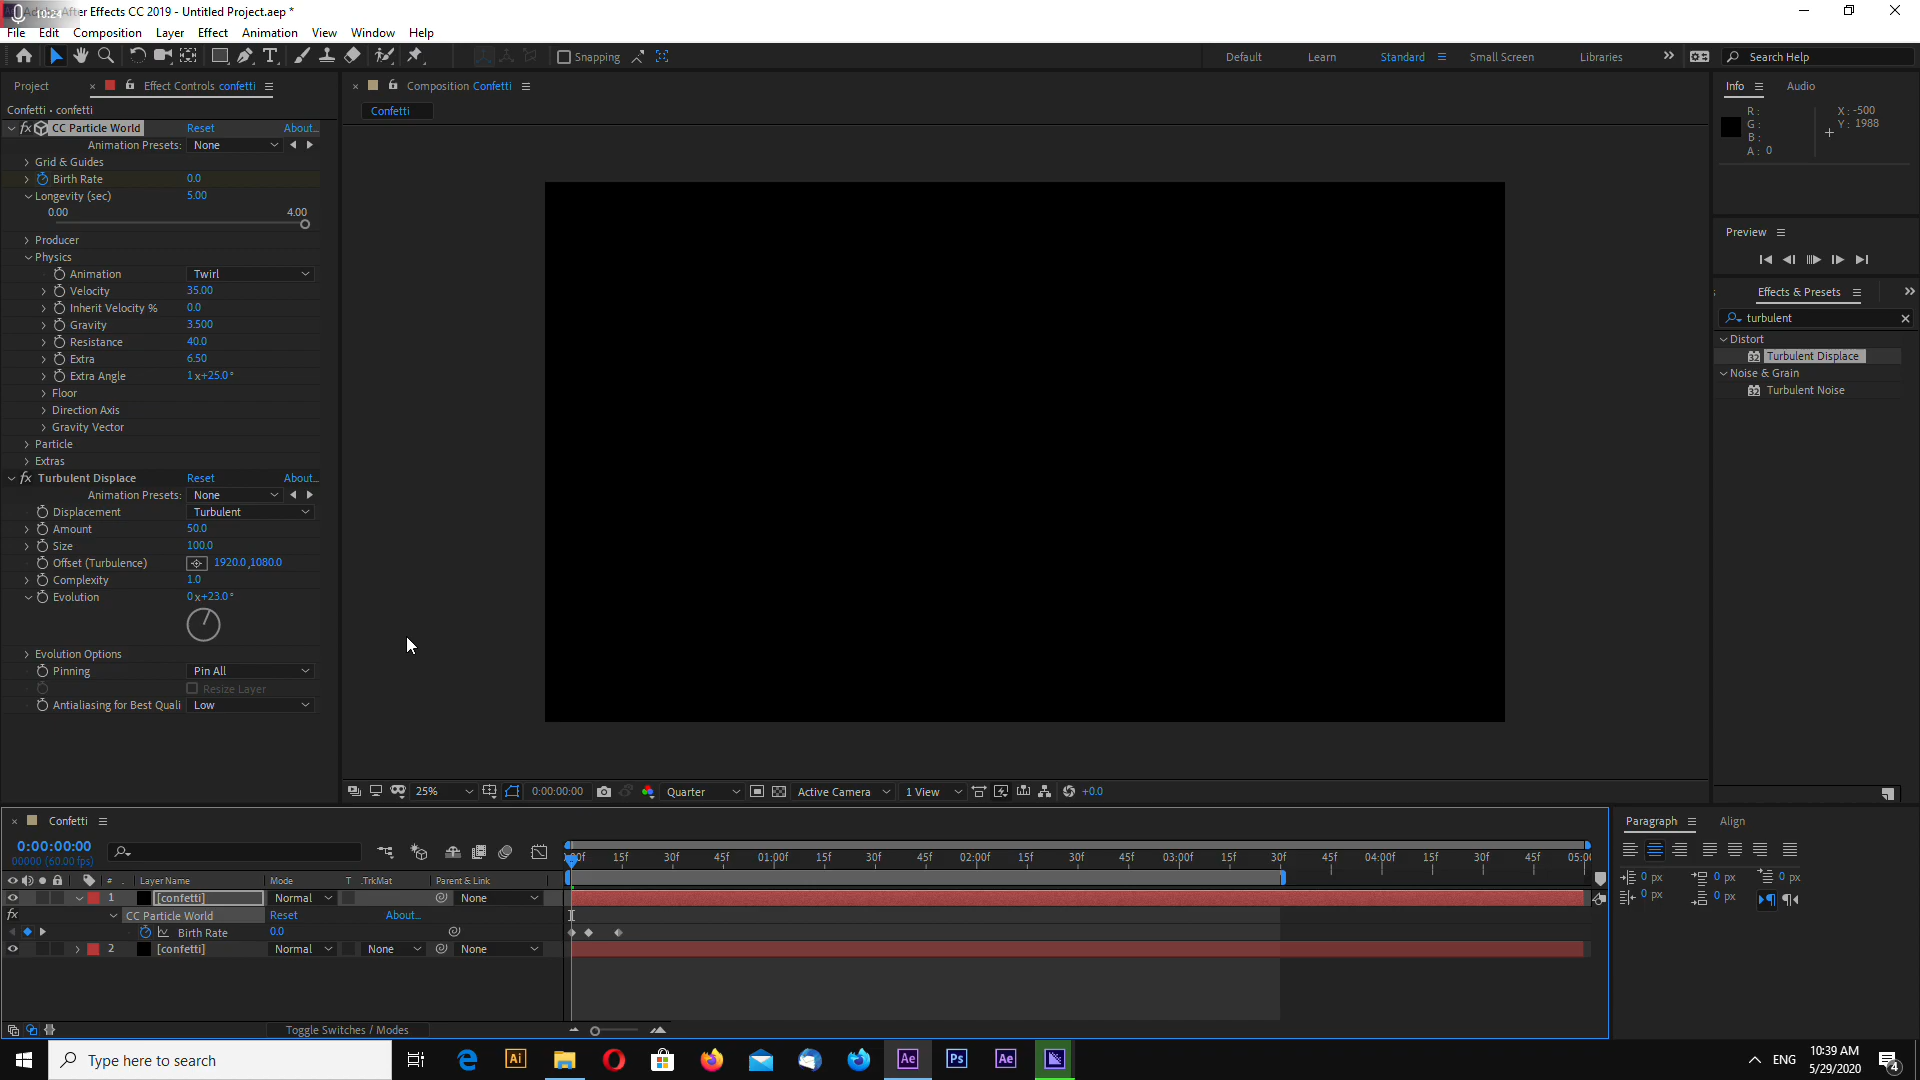 10:24
After Effects CC 2019 - Untitled Project.aep *
File Edit Composition Layer Effect Animation View Window Help
Snapping
Default Learn Standard Small Screen Libraries
Search Help
Project Effect Controls confetti
Composition Confetti
Info Audio
Confetti • confetti
Confetti
R :
G :
B :
A : 0
X : -500
Y : 1988
CC Particle World Reset About...
Animation Presets: None
Grid & Guides
Birth Rate 0.0
Longevity (sec) 5.00
0.00 4.00
Producer
Physics
Animation Twirl
Velocity 35.00
Inherit Velocity % 0.0
Gravity 3.500
Resistance 40.0
Extra 6.50
Extra Angle 1 x+25.0 °
Floor
Direction Axis
Gravity Vector
Particle
Extras
Turbulent Displace Reset About...
Animation Presets: None
Displacement Turbulent
Amount 50.0
Size 100.0
Offset (Turbulence) 1920.0 ,1080.0
Complexity 1.0
Evolution 0 x+23.0 °
Evolution Options
Pinning Pin All
Resize Layer
Antialiasing for Best Quali Low
Preview
Effects & Presets
turbulent
Distort
32 Turbulent Displace
Noise & Grain
32 Turbulent Noise
25% 0:00:00:00 Quarter Active Camera 1 View +0.0
Confetti
0:00:00:00
00000 (60.00 fps)
:00f 15f 30f 45f 01:00f 15f 30f 45f 02:00f 15f 30f 45f 03:00f 15f 30f 45f 04:00f 15f 30f 45f 05:0
# . Layer Name Mode T .TrkMat Parent & Link
1 [confetti] Normal None
fx CC Particle World Reset About...
Birth Rate 0.0
2 [confetti] Normal None None
Toggle Switches / Modes
Paragraph Align
0 px 0 px 0 px
0 px 0 px
Type here to search
Ai Ae Ps Ae
ENG
10:39 AM
5/29/2020
4